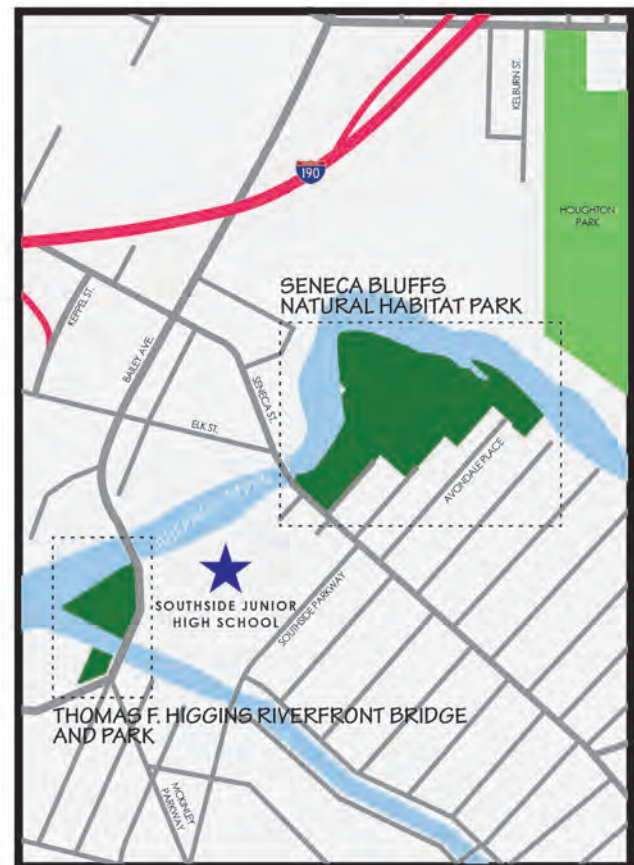 KELBURN ST.
190
HOUGHTON
PARK
SENECA BLUFFS
NATURAL HABITAT PARK
KEPPEL ST.
BAILEY AVE.
SENECA ST.
ELK ST.
AVONDALE PLACE
SOUTHSIDE JUNIOR
HIGH SCHOOL
SOUTHSIDE PARKWAY
THOMAS F. HIGGINS RIVERFRONT BRIDGE
AND PARK
MCKINLEY
PARKWAY